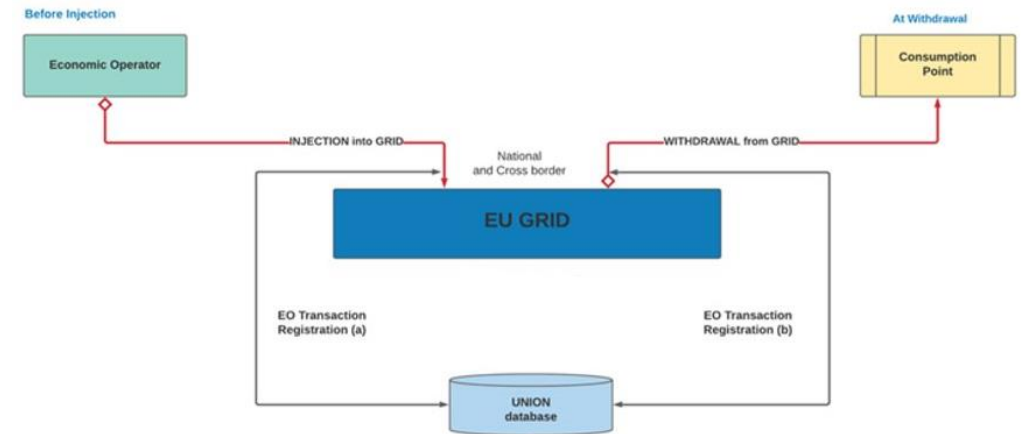 Before Injection
At Withdrawal
Economic Operator
Consumption
Point
INJECTION into GRID
WITHDRAWAL from GRID
National
and Cross border
EU GRID
EO Transaction
Registration (a)
EO Transaction
Registration (b)
UNION
database